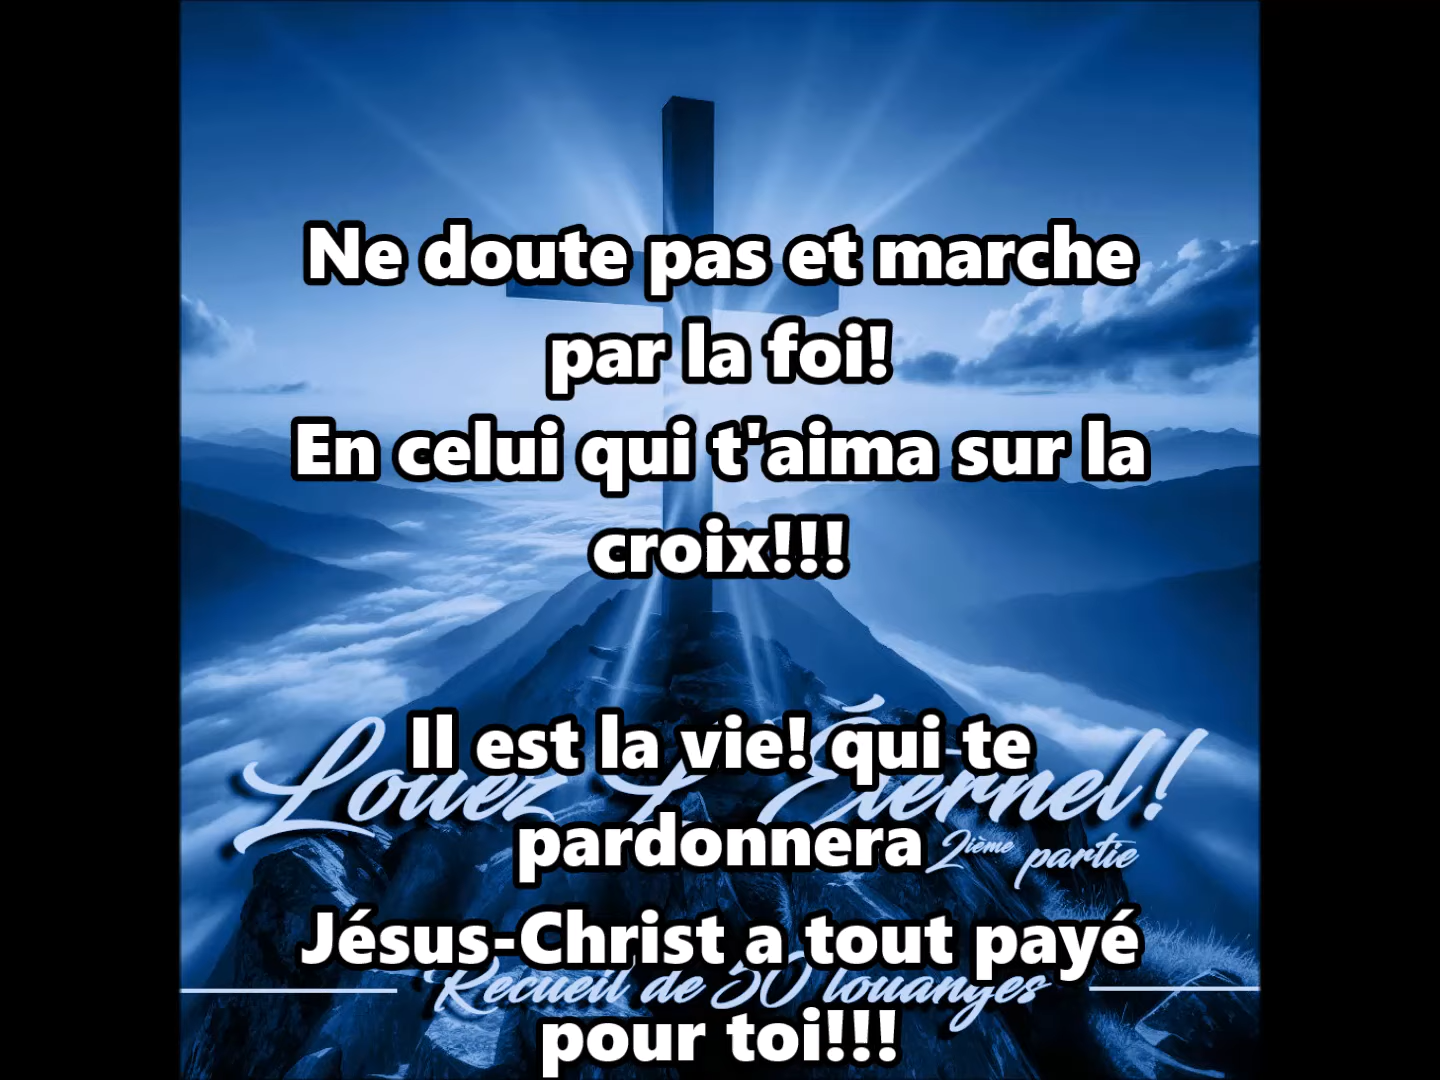 Ne doute pas et marche
par la foi!
En celui qui t'aima sur la
croix!!!
Il est la vie! qui te
Louez L'Éternel!
pardonnera
2ième partie
Jésus-Christ a tout payé
Recueil de 50 louanges
pour toi!!!